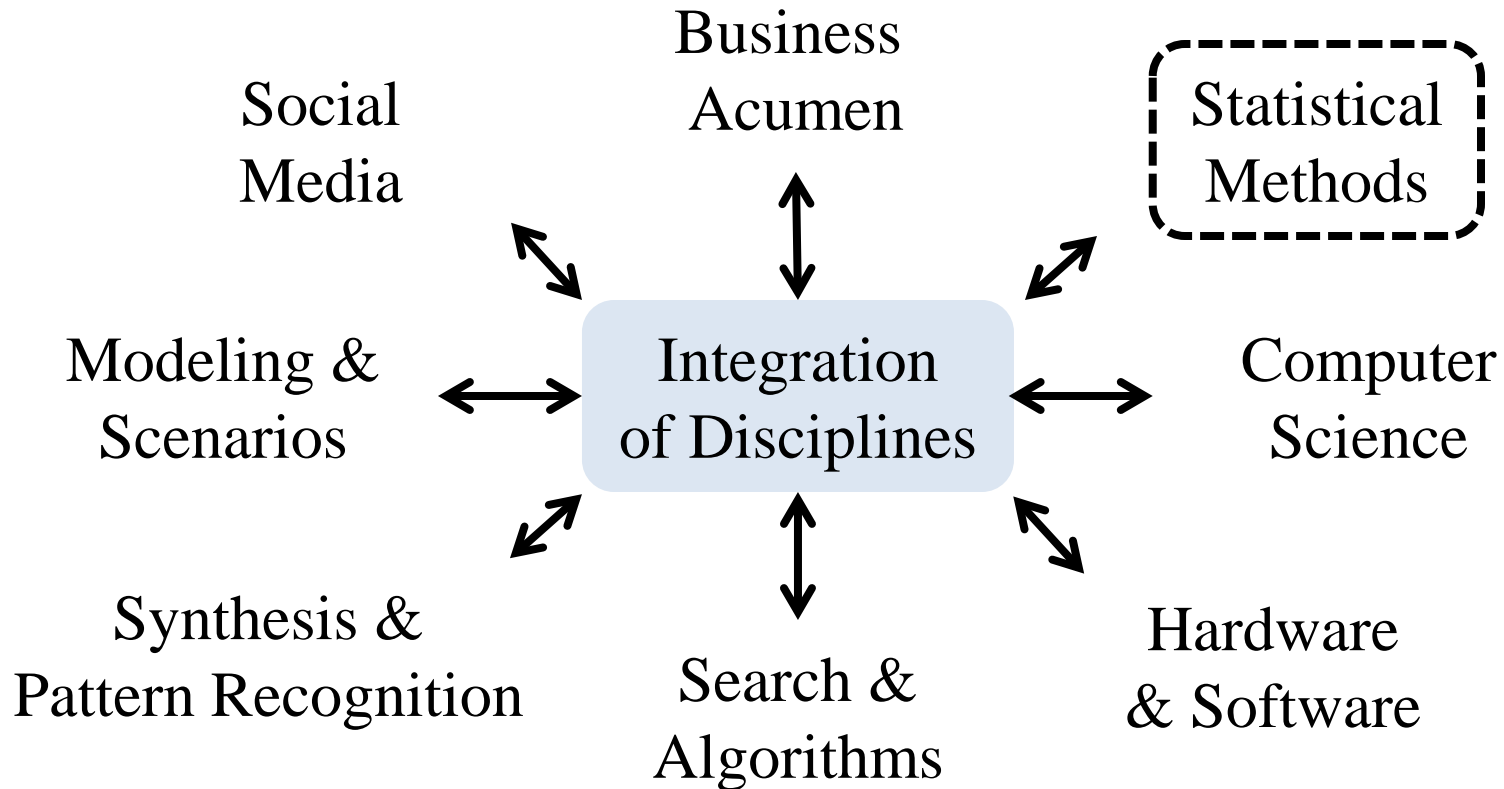 Business
Acumen
Social
Media
Statistical
Methods
Modeling &
Scenarios
Integration
of Disciplines
Computer
Science
Synthesis &
Pattern Recognition
Search &
Algorithms
Hardware
& Software